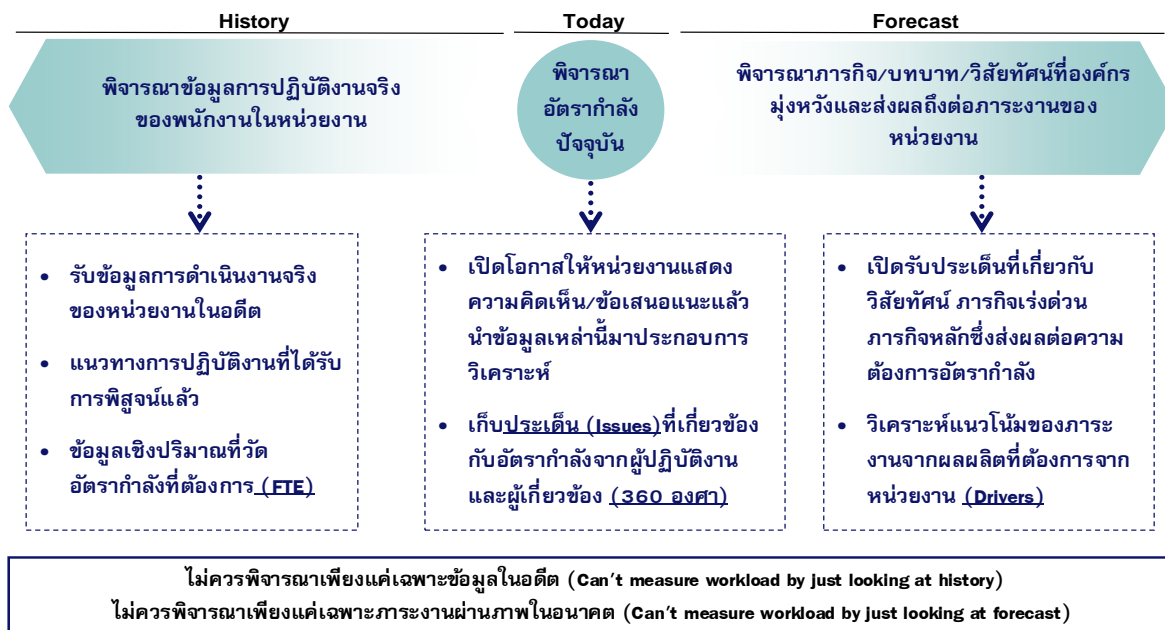 History
Today
Forecast
พิจารณาข้อมูลการปฏิบัติงานจริง
ของพนักงานในหน่วยงาน
พิจารณา
อัตรากำลัง
ปัจจุบัน
พิจารณาภารกิจ/บทบาท/วิสัยทัศน์ที่องค์กร
มุ่งหวังและส่งผลถึงต่อภาระงานของ
หน่วยงาน
• รับข้อมูลการดำเนินงานจริง
ของหน่วยงานในอดีต
• แนวทางการปฏิบัติงานที่ได้รับ
การพิสูจน์แล้ว
• ข้อมูลเชิงปริมาณที่วัด
อัตรากำลังที่ต้องการ (FTE)
• เปิดโอกาสให้หน่วยงานแสดง
ความคิดเห็น/ข้อเสนอแนะแล้ว
นำข้อมูลเหล่านี้มาประกอบการ
วิเคราะห์
• เก็บประเด็น (Issues)ที่เกี่ยวข้อง
กับอัตรากำลังจากผู้ปฏิบัติงาน
และผู้เกี่ยวข้อง (360 องศา)
• เปิดรับประเด็นที่เกี่ยวกับ
วิสัยทัศน์ ภารกิจเร่งด่วน
ภารกิจหลักซึ่งส่งผลต่อความ
ต้องการอัตรากำลัง
• วิเคราะห์แนวโน้มของภาระ
งานจากผลผลิตที่ต้องการจาก
หน่วยงาน (Drivers)
ไม่ควรพิจารณาเพียงแค่เฉพาะข้อมูลในอดีต (Can't measure workload by just looking at history)
ไม่ควรพิจารณาเพียงแค่เฉพาะภาระงานผ่านภาพในอนาคต (Can't measure workload by just looking at forecast)